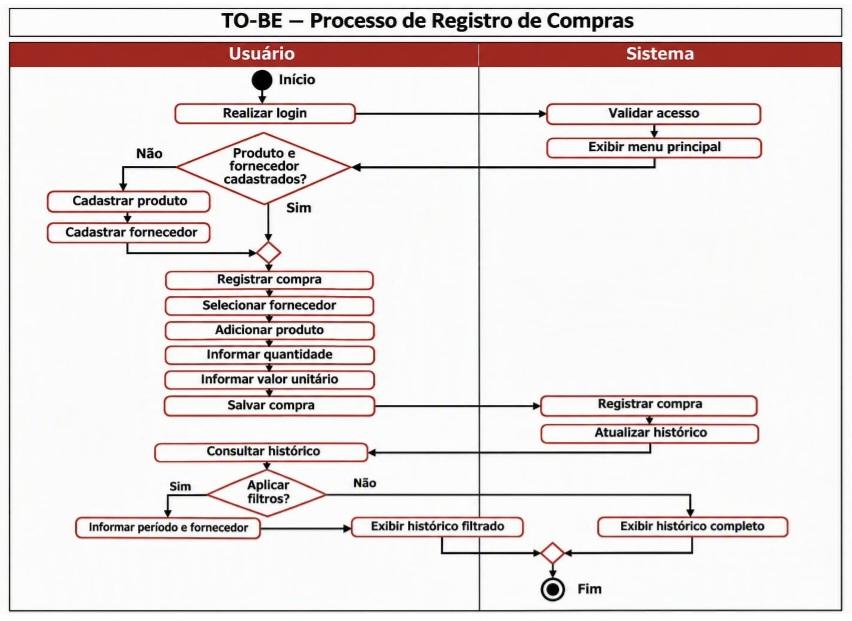 TO-BE – Processo de Registro de Compras
Usuário
Sistema
Início
Realizar login
Validar acesso
Exibir menu principal
Não
Produto e
fornecedor
cadastrados?
Cadastrar produto
Sim
Cadastrar fornecedor
Registrar compra
Selecionar fornecedor
Adicionar produto
Informar quantidade
Informar valor unitário
Salvar compra
Registrar compra
Atualizar histórico
Consultar histórico
Sim
Aplicar
filtros?
Não
Informar período e fornecedor
Exibir histórico filtrado
Exibir histórico completo
Fim